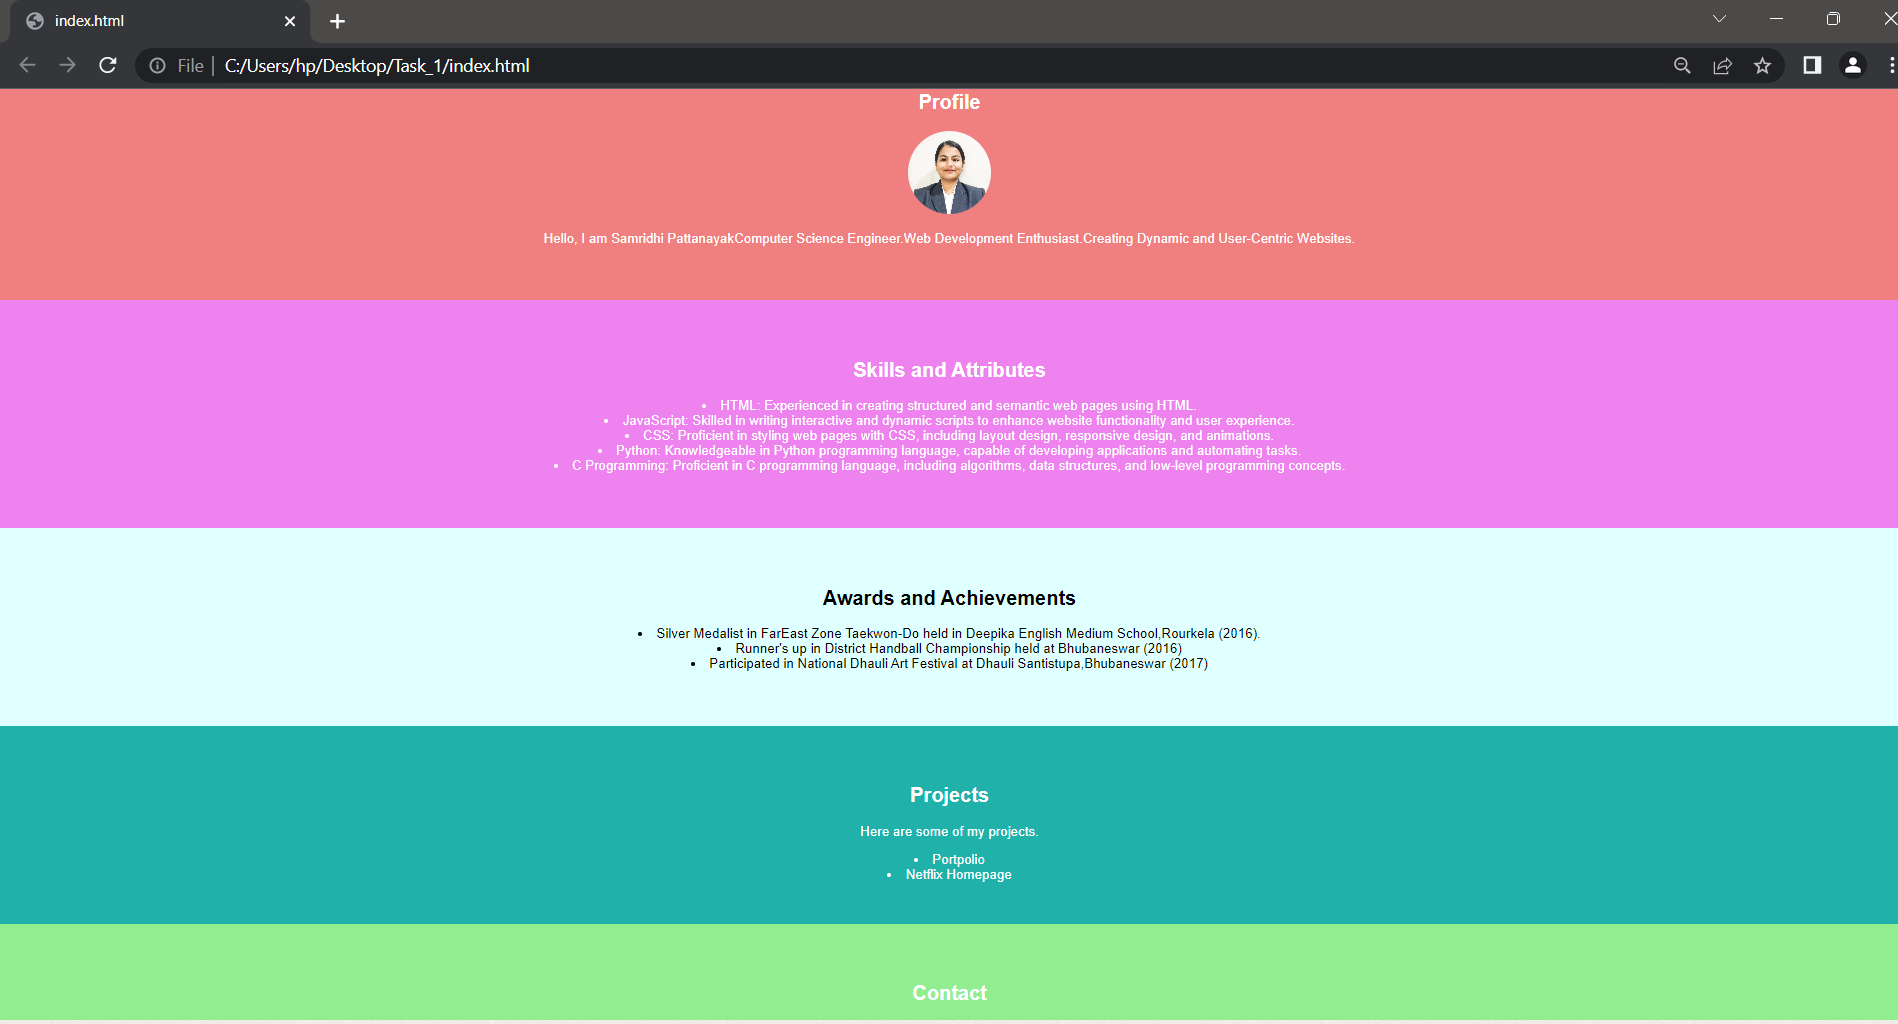 index.html
File
C:/Users/hp/Desktop/Task_1/index.html
Profile
Hello, I am Samridhi PattanayakComputer Science Engineer.Web Development Enthusiast.Creating Dynamic and User-Centric Websites.
Skills and Attributes
• HTML: Experienced in creating structured and semantic web pages using HTML.
• JavaScript: Skilled in writing interactive and dynamic scripts to enhance website functionality and user experience.
• CSS: Proficient in styling web pages with CSS, including layout design, responsive design, and animations.
• Python: Knowledgeable in Python programming language, capable of developing applications and automating tasks.
• C Programming: Proficient in C programming language, including algorithms, data structures, and low-level programming concepts.
Awards and Achievements
• Silver Medalist in FarEast Zone Taekwon-Do held in Deepika English Medium School,Rourkela (2016).
• Runner's up in District Handball Championship held at Bhubaneswar (2016)
• Participated in National Dhauli Art Festival at Dhauli Santistupa,Bhubaneswar (2017)
Projects
Here are some of my projects.
• Portpolio
• Netflix Homepage
Contact